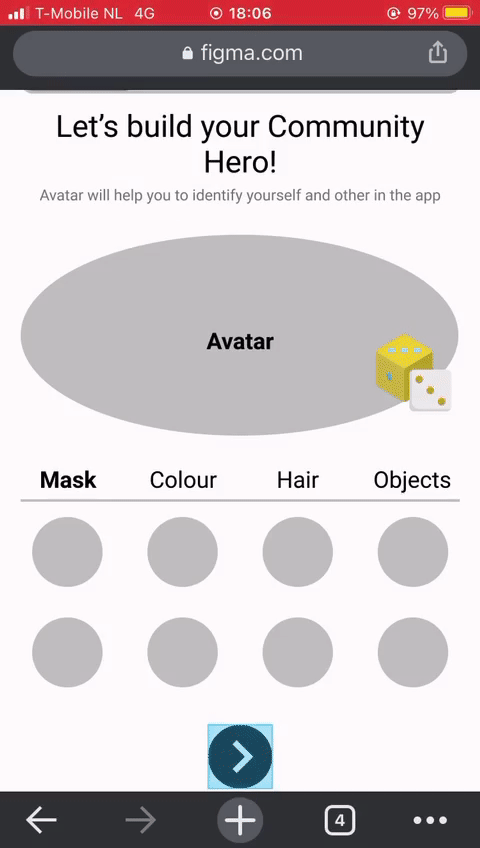 T-Mobile NL 4G 18:06 97%
figma.com
Let’s build your Community
Hero!
Avatar will help you to identify yourself and other in the app
Avatar
Mask Colour Hair Objects
4